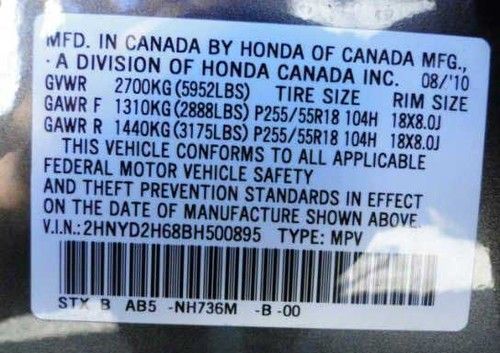 MFD. IN CANADA BY HONDA OF CANADA MFG.,
A DIVISION OF HONDA CANADA INC. 08/'10
GVWR 2700KG (5952LBS) TIRE SIZE RIM SIZE
GAWR F 1310KG (2888LBS) P255/55R18 104H 18X8.0J
GAWR R 1440KG (3175LBS) P255/55R18 104H 18X8.0J
THIS VEHICLE CONFORMS TO ALL APPLICABLE
FEDERAL MOTOR VEHICLE SAFETY
AND THEFT PREVENTION STANDARDS IN EFFECT
ON THE DATE OF MANUFACTURE SHOWN ABOVE.
V.I.N.:2HNYD2H68BH500895 TYPE: MPV
STX B AB5 -NH736M -B -00